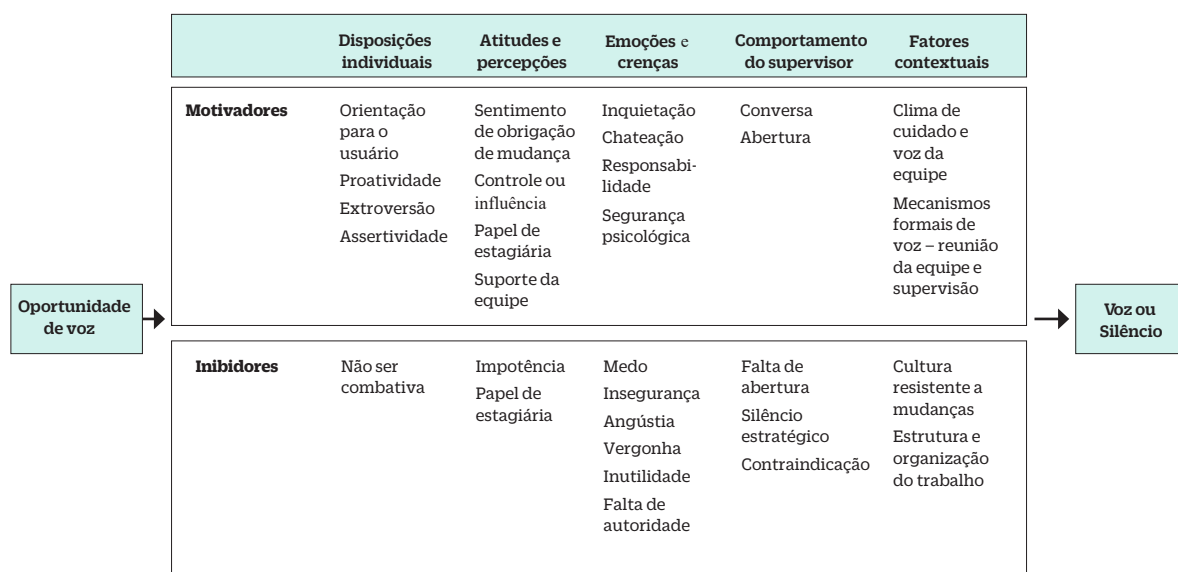 Disposições
individuais
Atitudes e
percepções
Emoções e
crenças
Comportamento
do supervisor
Fatores
contextuais
Oportunidade
de voz
Motivadores
Orientação
para o
usuário
Proatividade
Extroversão
Assertividade
Sentimento
de obrigação
de mudança
Controle ou
influência
Papel de
estagiária
Suporte da
equipe
Inquietação
Chateação
Responsabi-
lidade
Segurança
psicológica
Conversa
Abertura
Clima de
cuidado e
voz da
equipe
Mecanismos
formais de
voz – reunião
da equipe e
supervisão
Inibidores
Não ser
combativa
Impotência
Papel de
estagiária
Medo
Insegurança
Angústia
Vergonha
Inutilidade
Falta de
autoridade
Falta de
abertura
Silêncio
estratégico
Contraindicação
Cultura
resistente a
mudanças
Estrutura e
organização
do trabalho
Voz ou
Silêncio